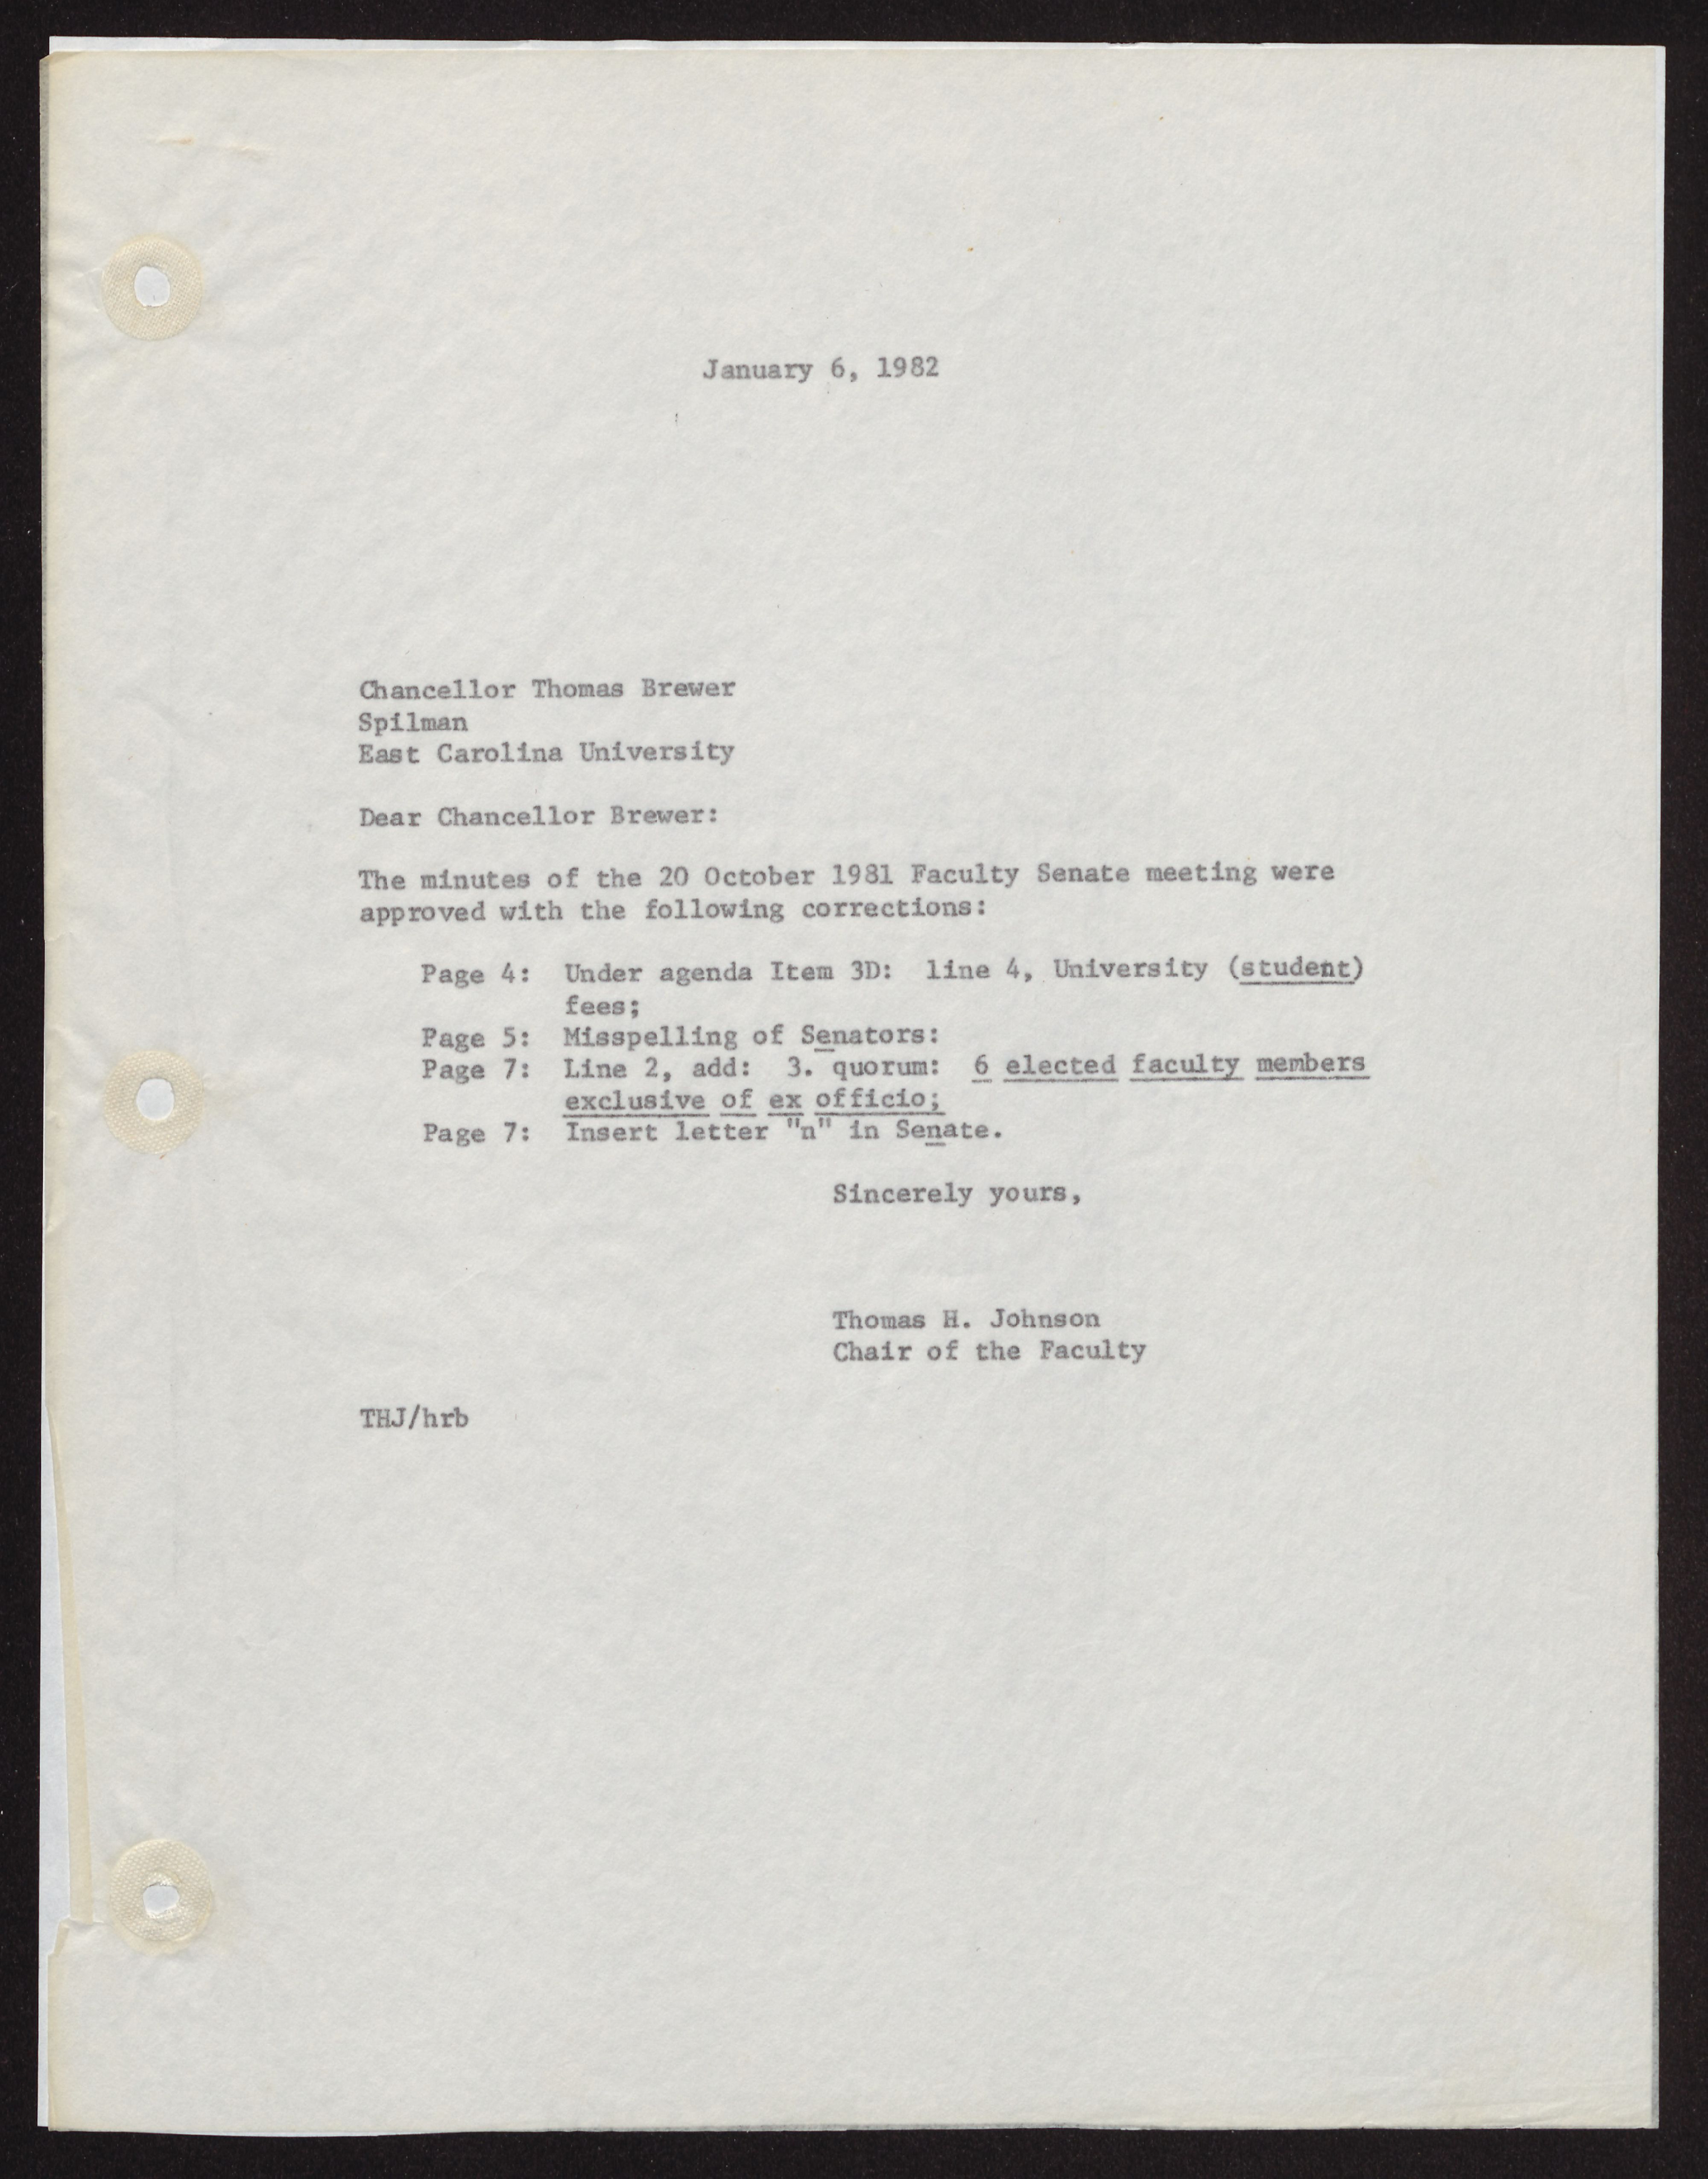 January 6, 1982
Chancellor Thomas Brewer
Spilman
East Carolina University
Dear Chancellor Brewer:
The minutes of the 20 October 1981 Faculty Senate meeting were
approved with the following corrections:
Page 4: Under agenda Item 3D: line 4, University (student)
fees;
Page 5: Misspelling of Senators:
Page 7: Line 2, add: 3. quorum: 6 elected faculty members
exclusive of ex officio;
Page 7: Insert letter "n" in Senate.
Sincerely yours,
Thomas H. Johnson
Chair of the Faculty
THJ/hrb